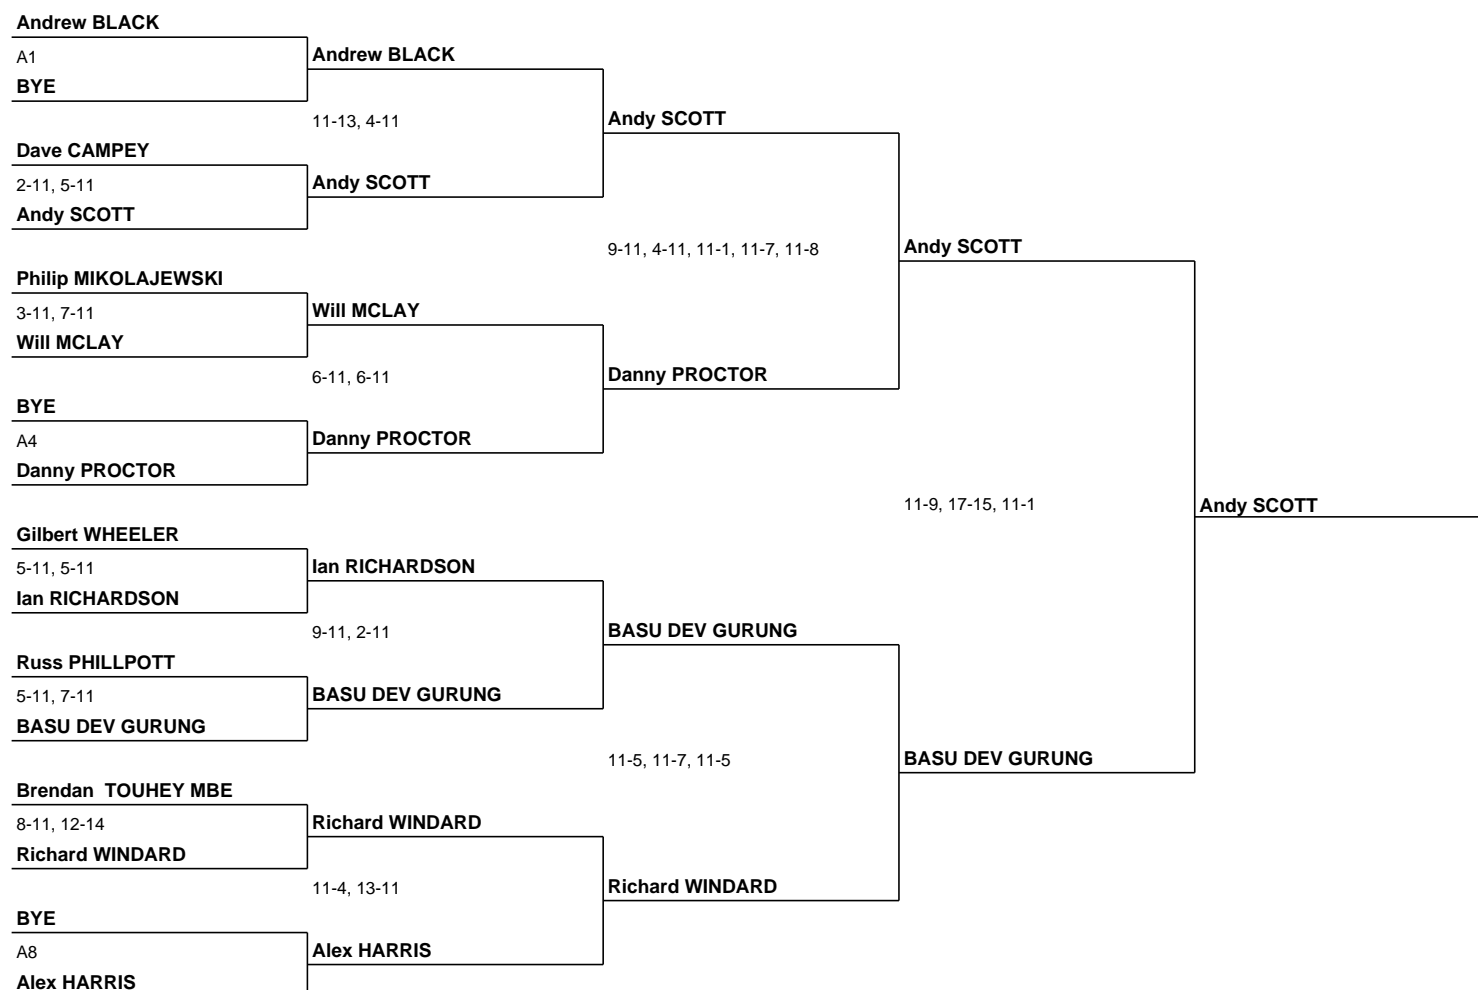 Andrew BLACK
A1
BYE
Dave CAMPEY
2-11, 5-11
Andy SCOTT
Philip MIKOLAJEWSKI
3-11, 7-11
Will MCLAY
BYE
A4
Danny PROCTOR
Gilbert WHEELER
5-11, 5-11
Ian RICHARDSON
Russ PHILLPOTT
5-11, 7-11
BASU DEV GURUNG
Brendan  TOUHEY MBE
8-11, 12-14
Richard WINDARD
BYE
A8
Alex HARRIS
Andrew BLACK
11-13, 4-11
Andy SCOTT
Will MCLAY
6-11, 6-11
Danny PROCTOR
Ian RICHARDSON
9-11, 2-11
BASU DEV GURUNG
Richard WINDARD
11-4, 13-11
Alex HARRIS
Andy SCOTT
9-11, 4-11, 11-1, 11-7, 11-8
Danny PROCTOR
BASU DEV GURUNG
11-5, 11-7, 11-5
Richard WINDARD
Andy SCOTT
11-9, 17-15, 11-1
BASU DEV GURUNG
Andy SCOTT